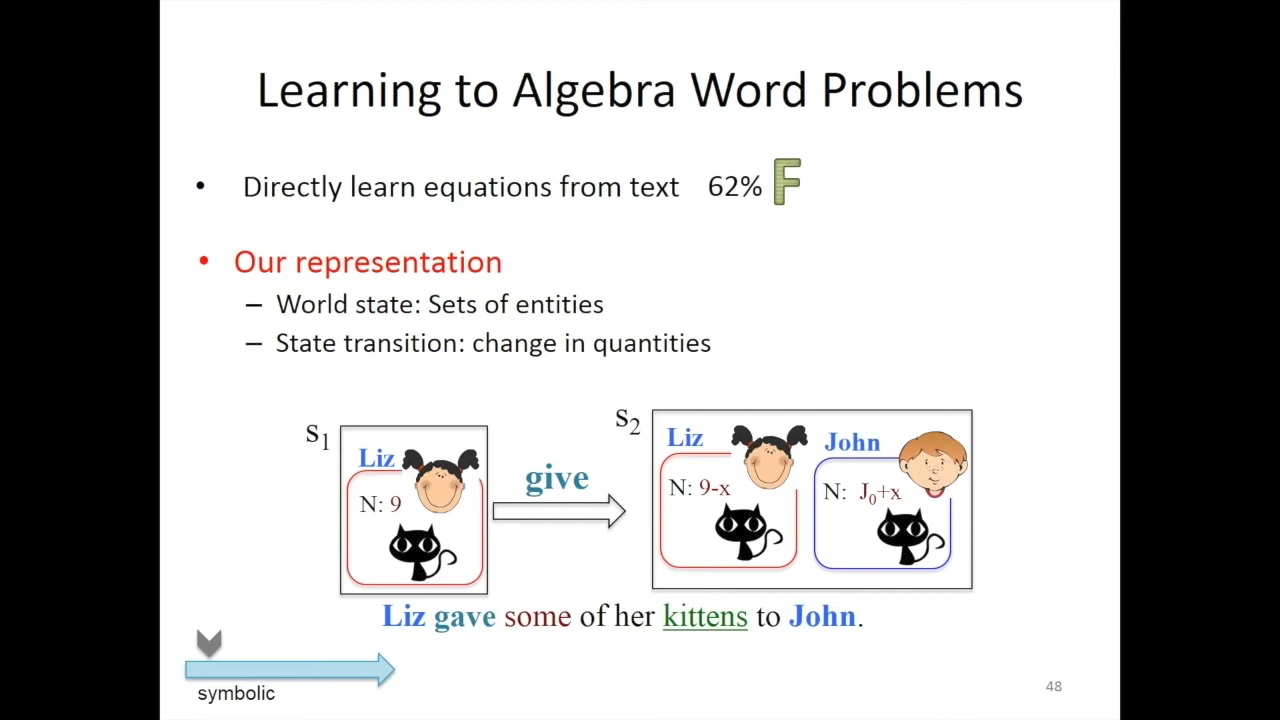 Learning to Algebra Word Problems
• Directly learn equations from text 62% F
• Our representation
– World state: Sets of entities
– State transition: change in quantities
S1
Liz
N: 9
give
S2
Liz
N: 9-x
John
N: J0+x
Liz gave some of her kittens to John.
symbolic
48